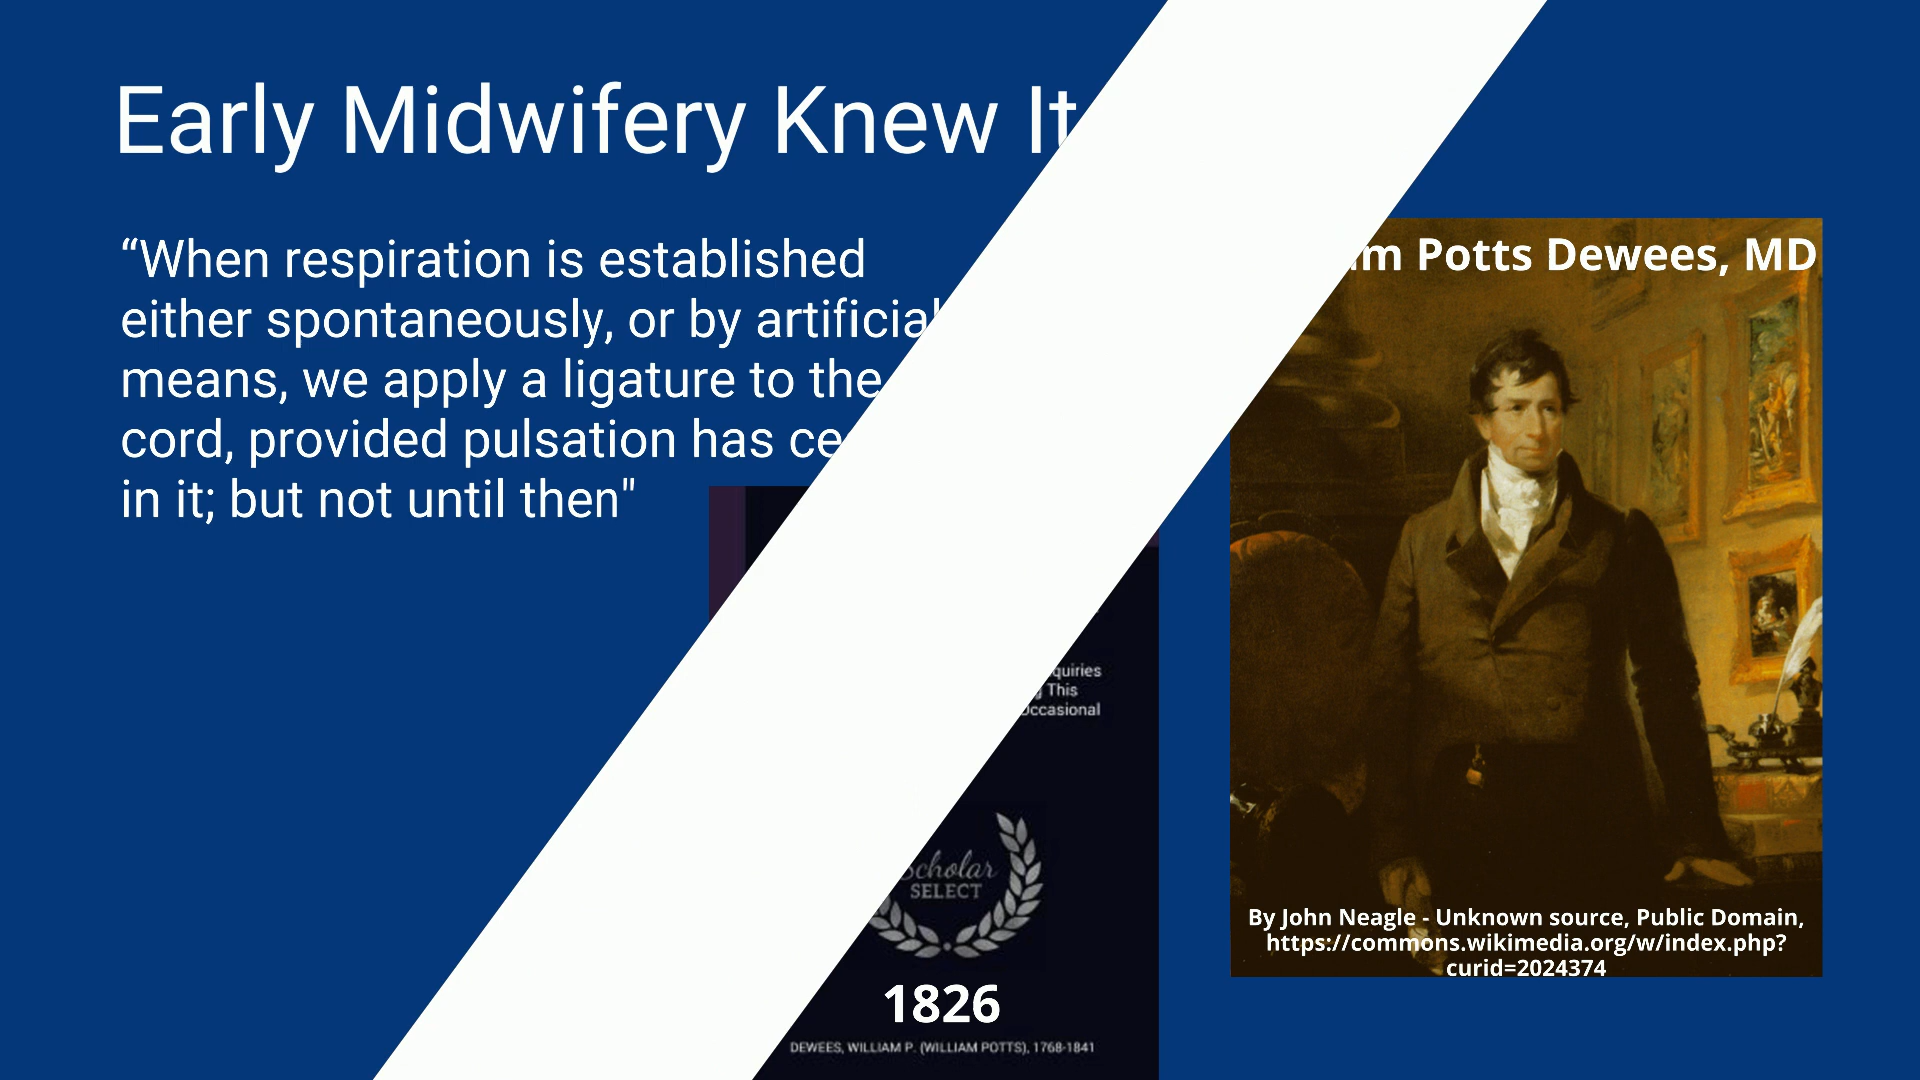 Early Midwifery Knew It
“When respiration is established
either spontaneously, or by artificial
means, we apply a ligature to the
cord, provided pulsation has
in it; but not until then"
Potts Dewees, MD
This
Occasional
Scholar
SELECT
1826
DEWEES, WILLIAM P. (WILLIAM POTTS), 1768-1841
By John Neagle - Unknown source, Public Domain,
https://commons.wikimedia.org/w/index.php?
curid=2024374